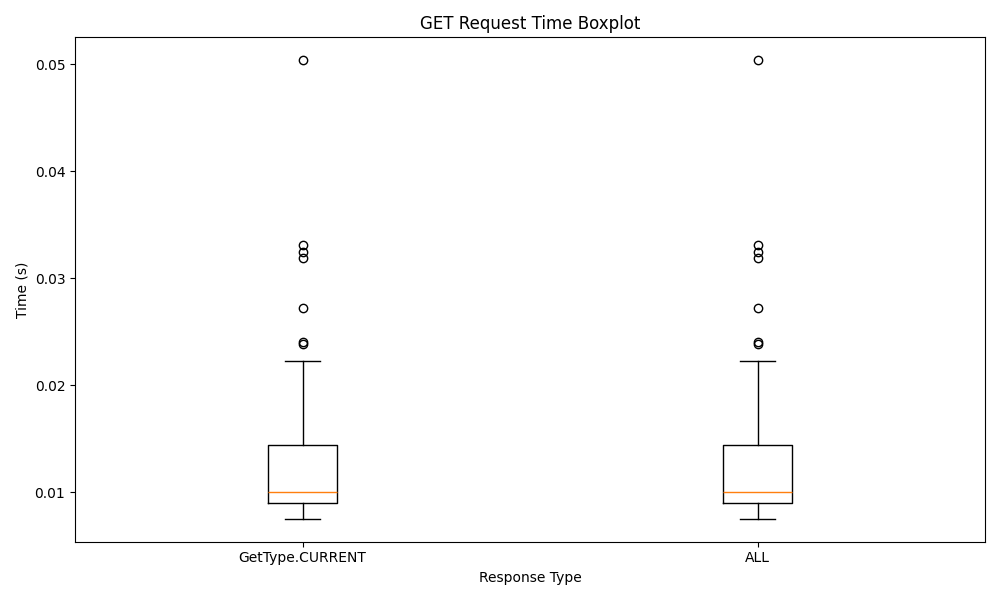 GET Request Time Boxplot
0.05
0.04
0.03
0.02
0.01
Time (s)
GetType.CURRENT
ALL
Response Type